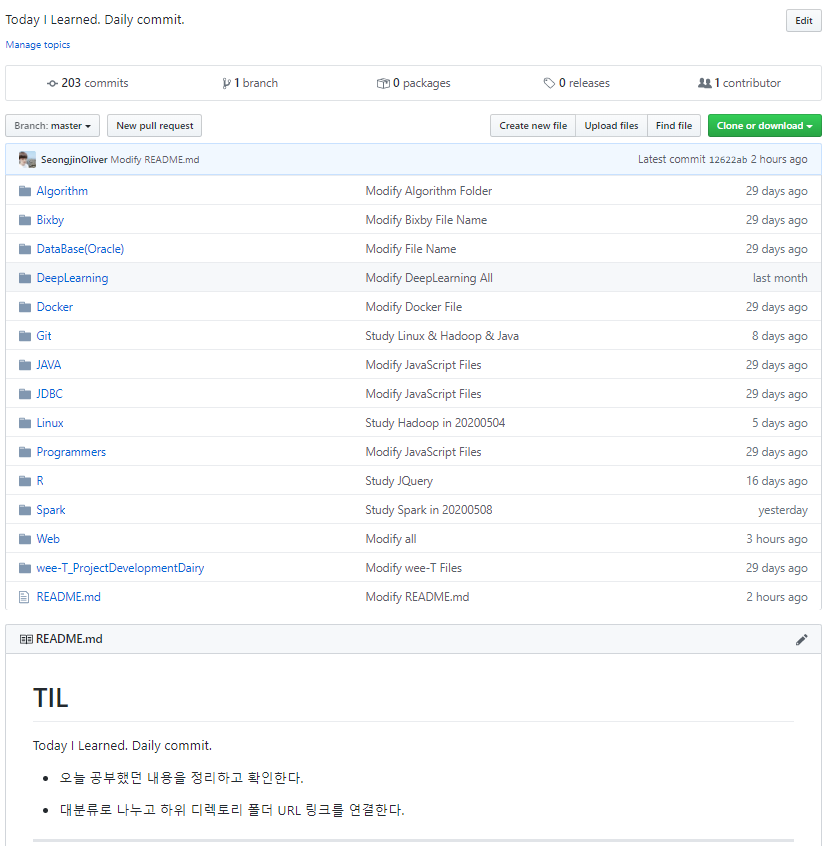 Today I Learned. Daily commit.
Edit
Manage topics
203 commits 1 branch 0 packages 0 releases 1 contributor
Branch: master New pull request Create new file Upload files Find file Clone or download
SeongjinOliver Modify README.md Latest commit 12622ab 2 hours ago
Algorithm Modify Algorithm Folder 29 days ago
Bixby Modify Bixby File Name 29 days ago
DataBase(Oracle) Modify File Name 29 days ago
DeepLearning Modify DeepLearning All last month
Docker Modify Docker File 29 days ago
Git Study Linux & Hadoop & Java 8 days ago
JAVA Modify JavaScript Files 29 days ago
JDBC Modify JavaScript Files 29 days ago
Linux Study Hadoop in 20200504 5 days ago
Programmers Modify JavaScript Files 29 days ago
R Study JQuery 16 days ago
Spark Study Spark in 20200508 yesterday
Web Modify all 3 hours ago
wee-T_ProjectDevelopmentDairy Modify wee-T Files 29 days ago
README.md Modify README.md 2 hours ago
README.md
TIL
Today I Learned. Daily commit.
오늘 공부했던 내용을 정리하고 확인한다.
대분류로 나누고 하위 디렉토리 폴더 URL 링크를 연결한다.